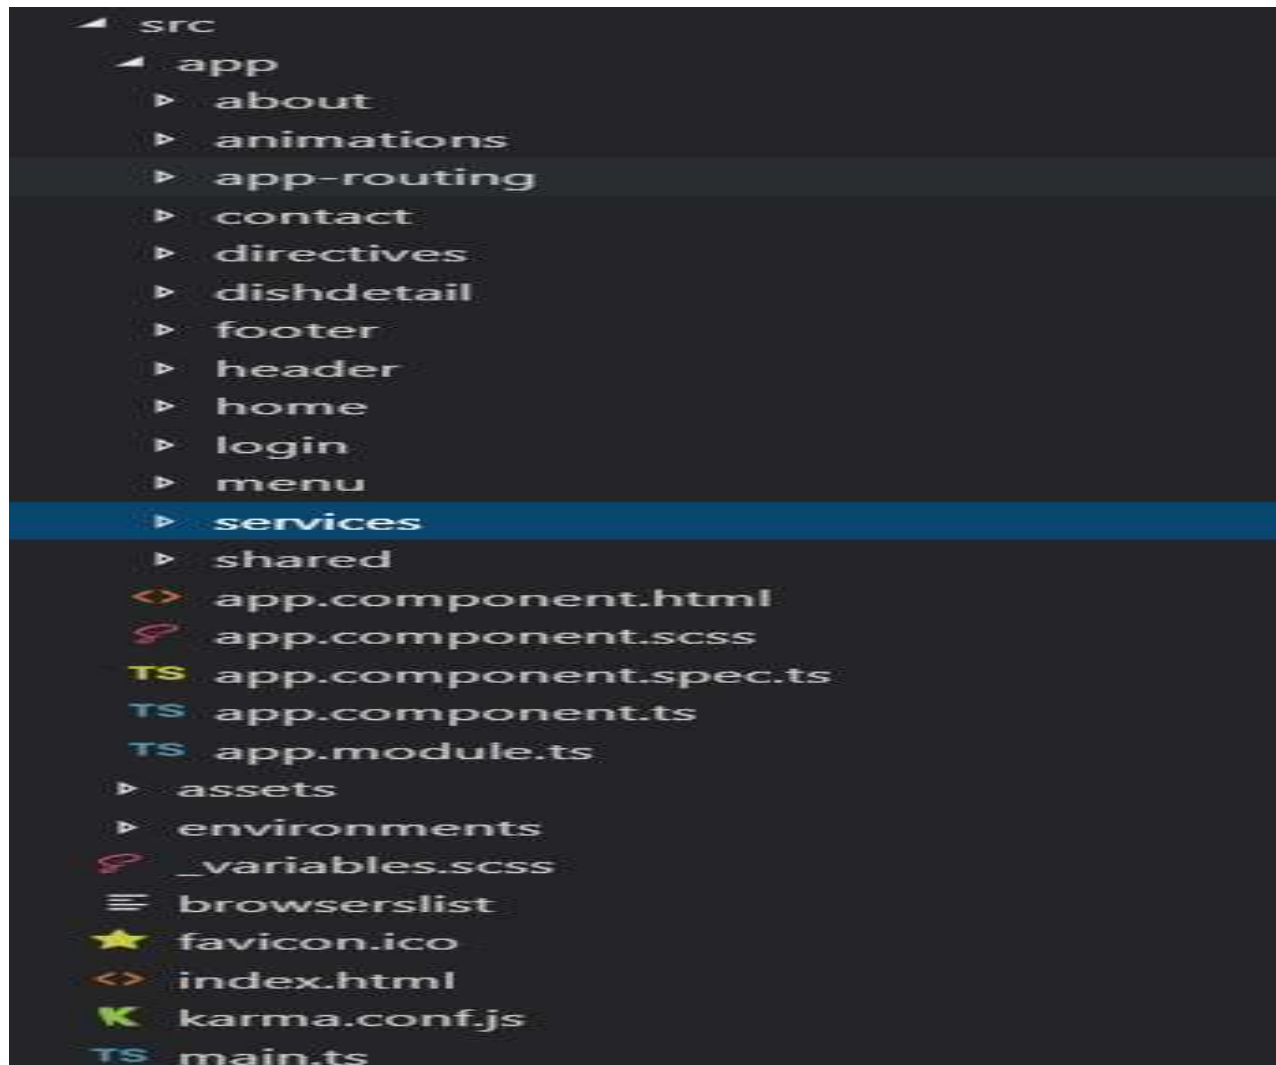 src
app
about
animations
app-routing
contact
directives
dishdetail
footer
header
home
login
menu
services
shared
<> app.component.html
app.component.scss
TS app.component.spec.ts
TS app.component.ts
TS app.module.ts
assets
environments
_variables.scss
browserslist
favicon.ico
<> index.html
K karma.conf.js
TS main.ts